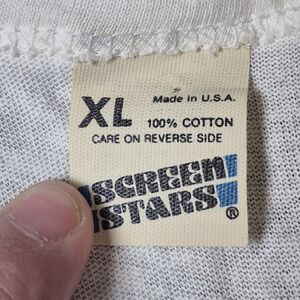 XL
Made in U.S.A.
100% COTTON
CARE ON REVERSE SIDE
SCREEN
STARS®